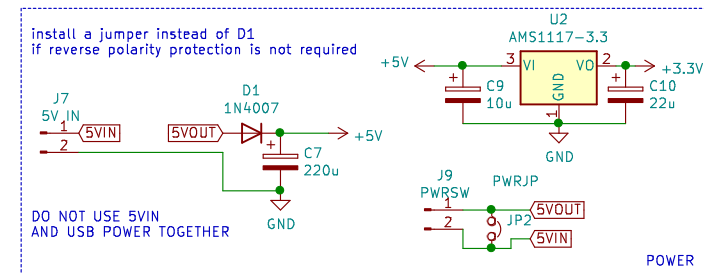 install a jumper instead of D1
if reverse polarity protection is not required
U2
AMS1117-3.3
+5V
3 VI VO 2
+3.3V
GND
1
+
C9
10u
+
C10
22u
GND
J7
5V IN
1
2
5VIN
5VOUT
D1
1N4007
+5V
+
C7
220u
GND
J9
PWRSW
1
2
PWRJP
JP2
5VOUT
5VIN
DO NOT USE 5VIN
AND USB POWER TOGETHER
POWER